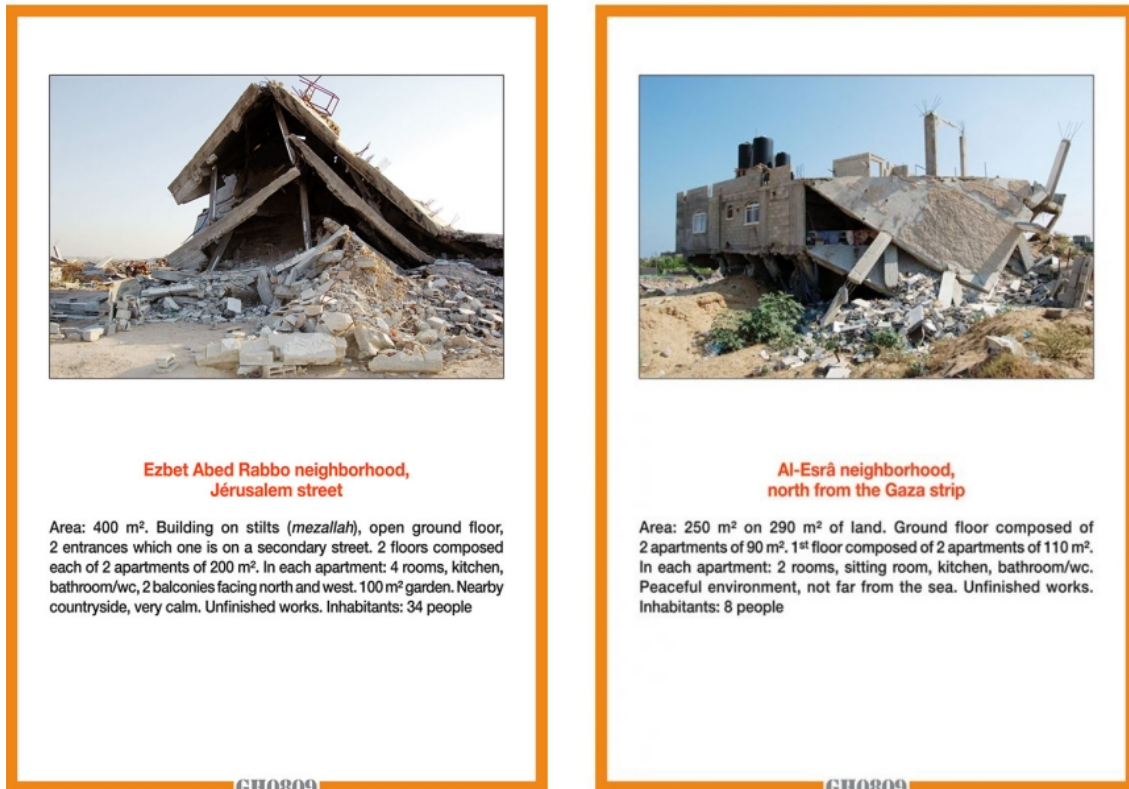 Ezbet Abed Rabbo neighborhood,
Jérusalem street
Area: 400 m². Building on stilts (mezallah), open ground floor,
2 entrances which one is on a secondary street. 2 floors composed
each of 2 apartments of 200 m². In each apartment: 4 rooms, kitchen,
bathroom/wc, 2 balconies facing north and west. 100 m² garden. Nearby
countryside, very calm. Unfinished works. Inhabitants: 34 people
GH0809
Al-Esrâ neighborhood,
north from the Gaza strip
Area: 250 m² on 290 m² of land. Ground floor composed of
2 apartments of 90 m². 1st floor composed of 2 apartments of 110 m².
In each apartment: 2 rooms, sitting room, kitchen, bathroom/wc.
Peaceful environment, not far from the sea. Unfinished works.
Inhabitants: 8 people
GH0809